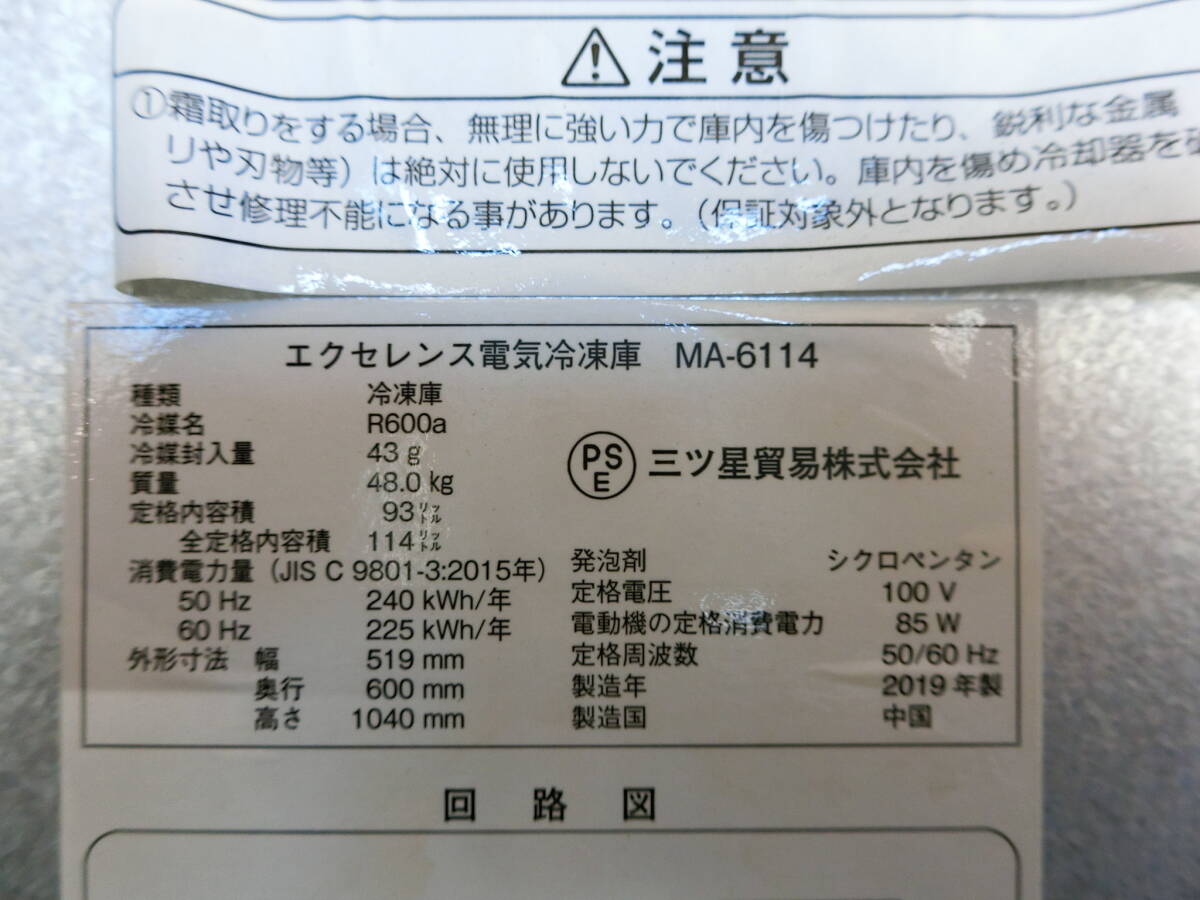 注意
①霜取りをする場合、無理に強い力で庫内を傷つけたり、鋭利な金属
リや刃物等）は絶対に使用しないでください。庫内を傷め冷却器を
させ修理不能になる事があります。（保証対象外となります。）
エクセレンス電気冷凍庫 MA-6114
種類 冷凍庫
冷媒名 R600a
冷媒封入量 43 g
質量 48.0 kg
定格内容積 93 リットル
全定格内容積 114 リットル
消費電力量（JIS C 9801-3:2015年）
50 Hz 240 kWh/年
60 Hz 225 kWh/年
外形寸法 幅 519 mm
奥行 600 mm
高さ 1040 mm
PSE 三ツ星貿易株式会社
発泡剤 シクロペンタン
定格電圧 100 V
電動機の定格消費電力 85 W
定格周波数 50/60 Hz
製造年 2019 年製
製造国 中国
回路図